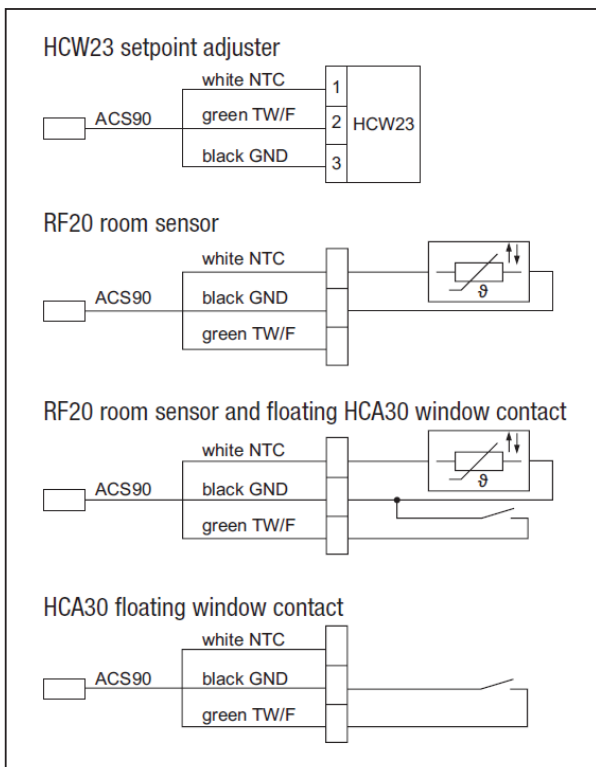 HCW23 setpoint adjuster
white NTC
1
ACS90
green TW/F
2
HCW23
black GND
3
RF20 room sensor
white NTC
ACS90
black GND
ϑ
green TW/F
RF20 room sensor and floating HCA30 window contact
white NTC
ACS90
black GND
ϑ
green TW/F
HCA30 floating window contact
white NTC
ACS90
black GND
green TW/F